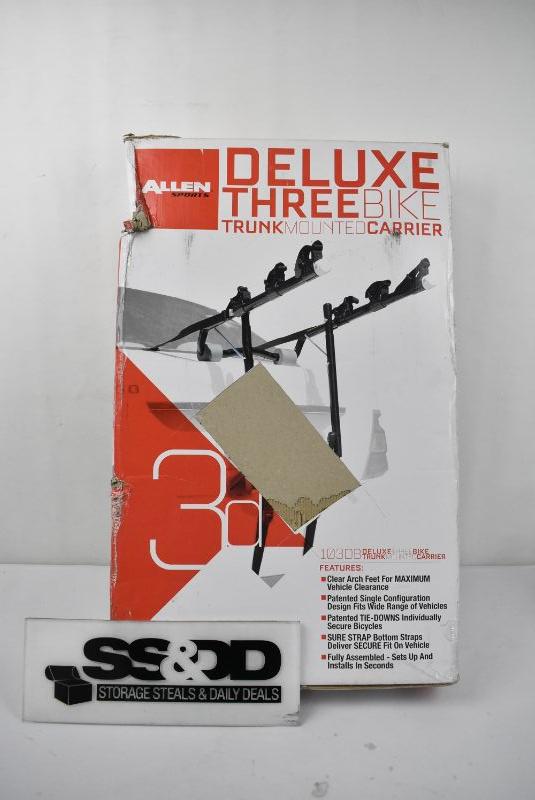 ALLEN
SPORTS
DELUXE
THREEBIKE
TRUNKMOUNTEDCARRIER
3
103DB DELUXETHREEBIKE
TRUNKMOUNTEDCARRIER
FEATURES:
Clear Arch Feet For MAXIMUM
Vehicle Clearance
Patented Single Configuration
Design Fits Wide Range of Vehicles
Patented TIE-DOWNS Individually
Secure Bicycles
SURE STRAP Bottom Straps
Deliver SECURE Fit On Vehicle
Fully Assembled - Sets Up And
Installs In Seconds
SS&DD
STORAGE STEALS & DAILY DEALS